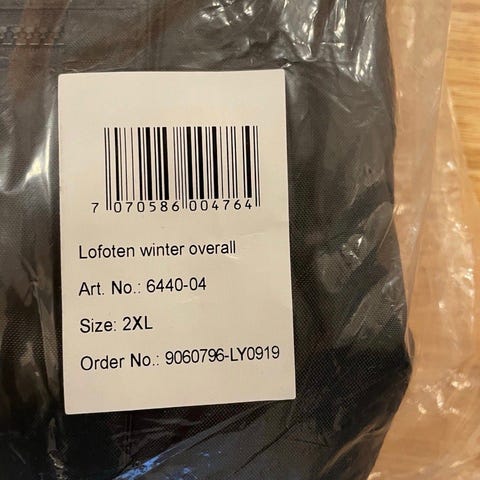 7 070586 004764
Lofoten winter overall
Art. No.: 6440-04
Size: 2XL
Order No.: 9060796-LY0919